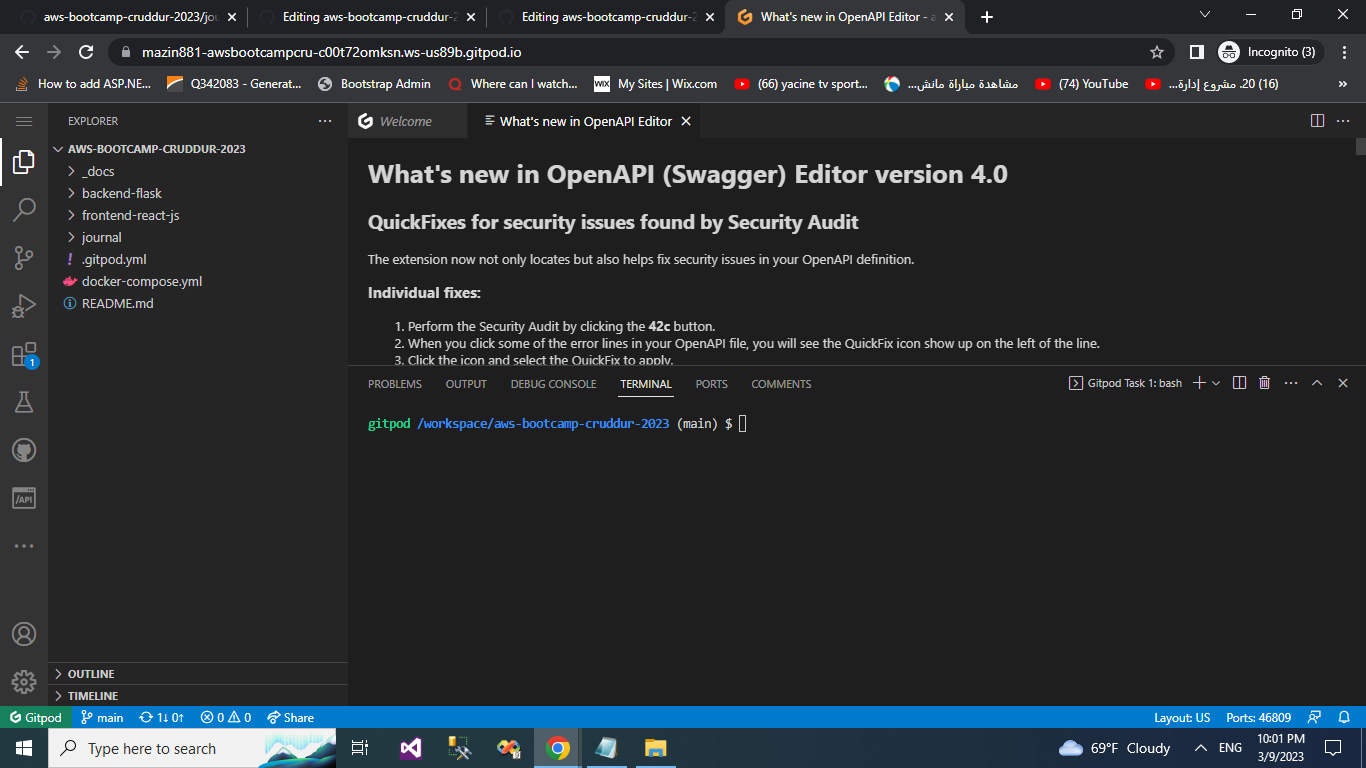 aws-bootcamp-cruddur-2023/jou
Editing aws-bootcamp-cruddur-2
Editing aws-bootcamp-cruddur-2
What's new in OpenAPI Editor - a
mazin881-awsbootcampcru-c00t72omksn.ws-us89b.gitpod.io
Incognito (3)
How to add ASP.NE...
Q342083 - Generat...
Bootstrap Admin
Where can I watch...
WIX My Sites | Wix.com
(66) yacine tv sport...
مشاهدة مباراة مانش...
(74) YouTube
(16) 20. مشروع إدارة...
»
EXPLORER
Welcome
What's new in OpenAPI Editor
AWS-BOOTCAMP-CRUDDUR-2023
_docs
backend-flask
frontend-react-js
journal
! .gitpod.yml
docker-compose.yml
README.md
1
/API
OUTLINE
TIMELINE
What's new in OpenAPI (Swagger) Editor version 4.0
QuickFixes for security issues found by Security Audit
The extension now not only locates but also helps fix security issues in your OpenAPI definition.
Individual fixes:
1. Perform the Security Audit by clicking the 42c button.
2. When you click some of the error lines in your OpenAPI file, you will see the QuickFix icon show up on the left of the line.
3. Click the icon and select the QuickFix to apply.
PROBLEMS OUTPUT DEBUG CONSOLE TERMINAL PORTS COMMENTS
Gitpod Task 1: bash
gitpod /workspace/aws-bootcamp-cruddur-2023 (main) $
Gitpod main 1↓ 0↑ 0 0 Share
Layout: US Ports: 46809
Type here to search
69°F Cloudy
ENG
10:01 PM
3/9/2023